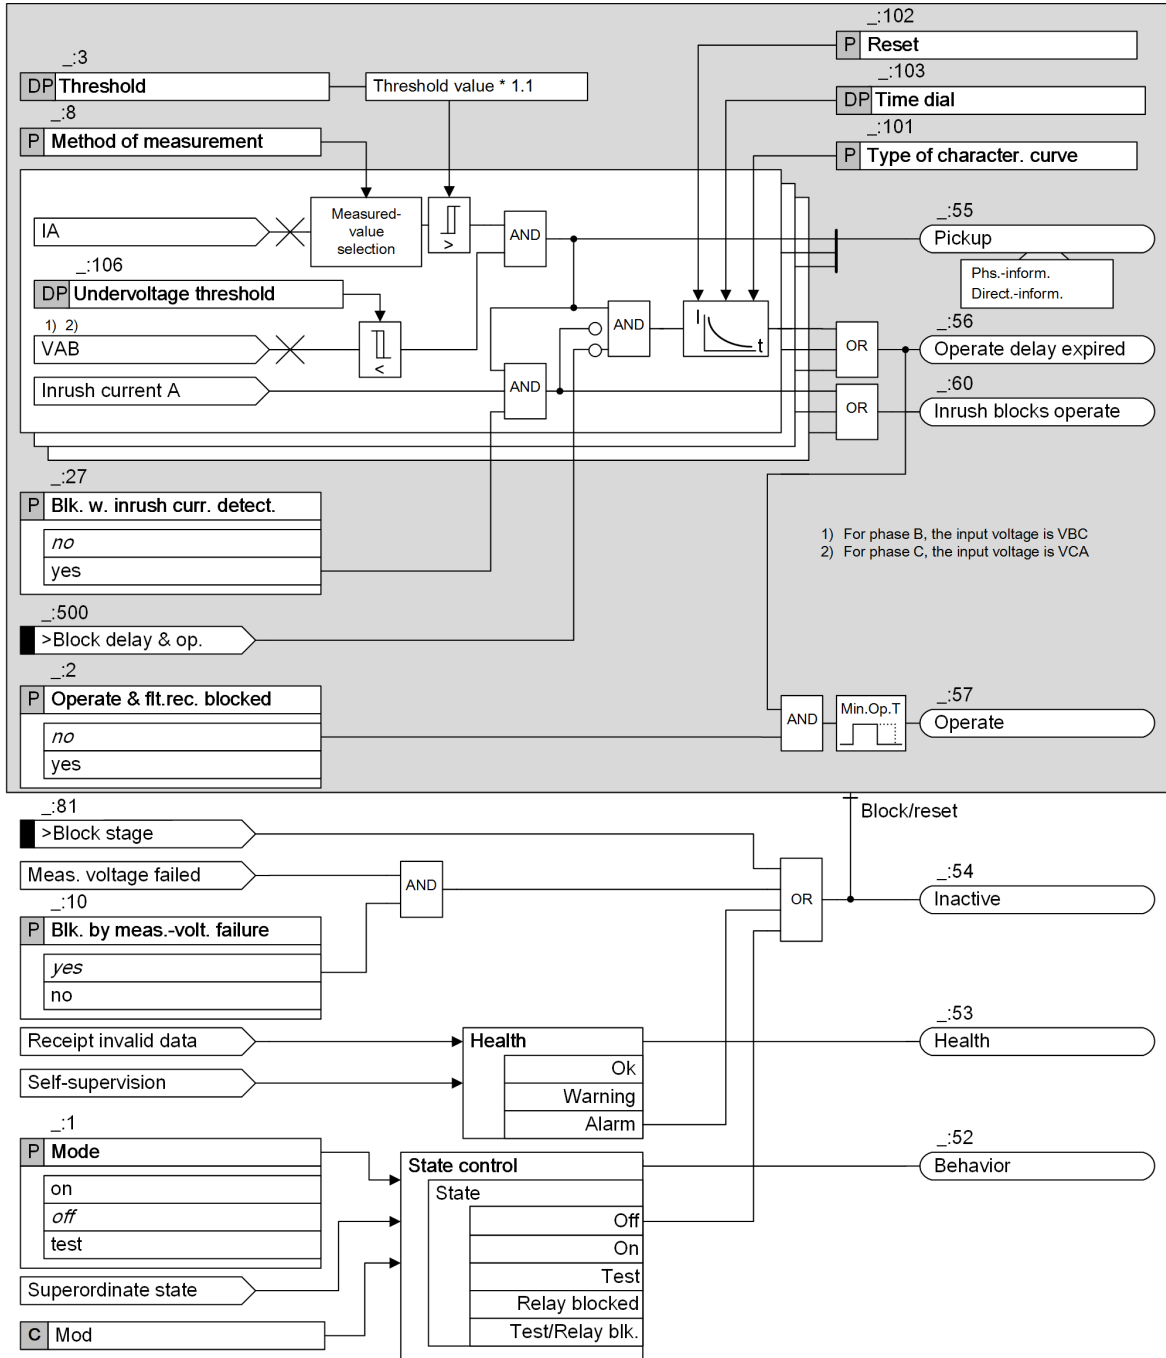 _:102
P Reset
_:3
_:103
DP Threshold
Threshold value * 1.1
DP Time dial
_:8
_:101
P Method of measurement
P Type of character. curve
IA
Measured-
value
selection
>
AND
_:55
Pickup
Phs.-inform.
Direct.-inform.
_:106
DP Undervoltage threshold
1) 2)
VAB
<
AND
I
t
OR
_:56
Operate delay expired
Inrush current A
AND
OR
_:60
Inrush blocks operate
_:27
P Blk. w. inrush curr. detect.
no
yes
1) For phase B, the input voltage is VBC
2) For phase C, the input voltage is VCA
_:500
>Block delay & op.
_:2
P Operate & flt.rec. blocked
no
yes
AND
Min.Op.T
_:57
Operate
_:81
>Block stage
Block/reset
Meas. voltage failed
AND
OR
_:54
Inactive
_:10
P Blk. by meas.-volt. failure
yes
no
Receipt invalid data
Self-supervision
Health
Ok
Warning
Alarm
_:53
Health
_:1
P Mode
on
off
test
Superordinate state
C Mod
State control
State
Off
On
Test
Relay blocked
Test/Relay blk.
_:52
Behavior